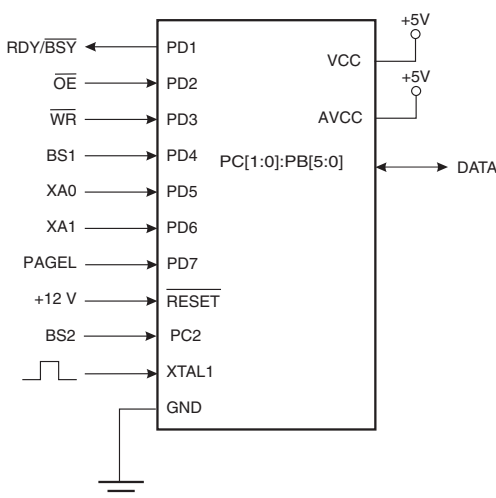 +5V
RDY/BSY PD1
VCC
+5V
OE PD2
WR PD3 AVCC
BS1 PD4 PC[1:0]:PB[5:0] DATA
XA0 PD5
XA1 PD6
PAGEL PD7
+12 V RESET
BS2 PC2
XTAL1
GND